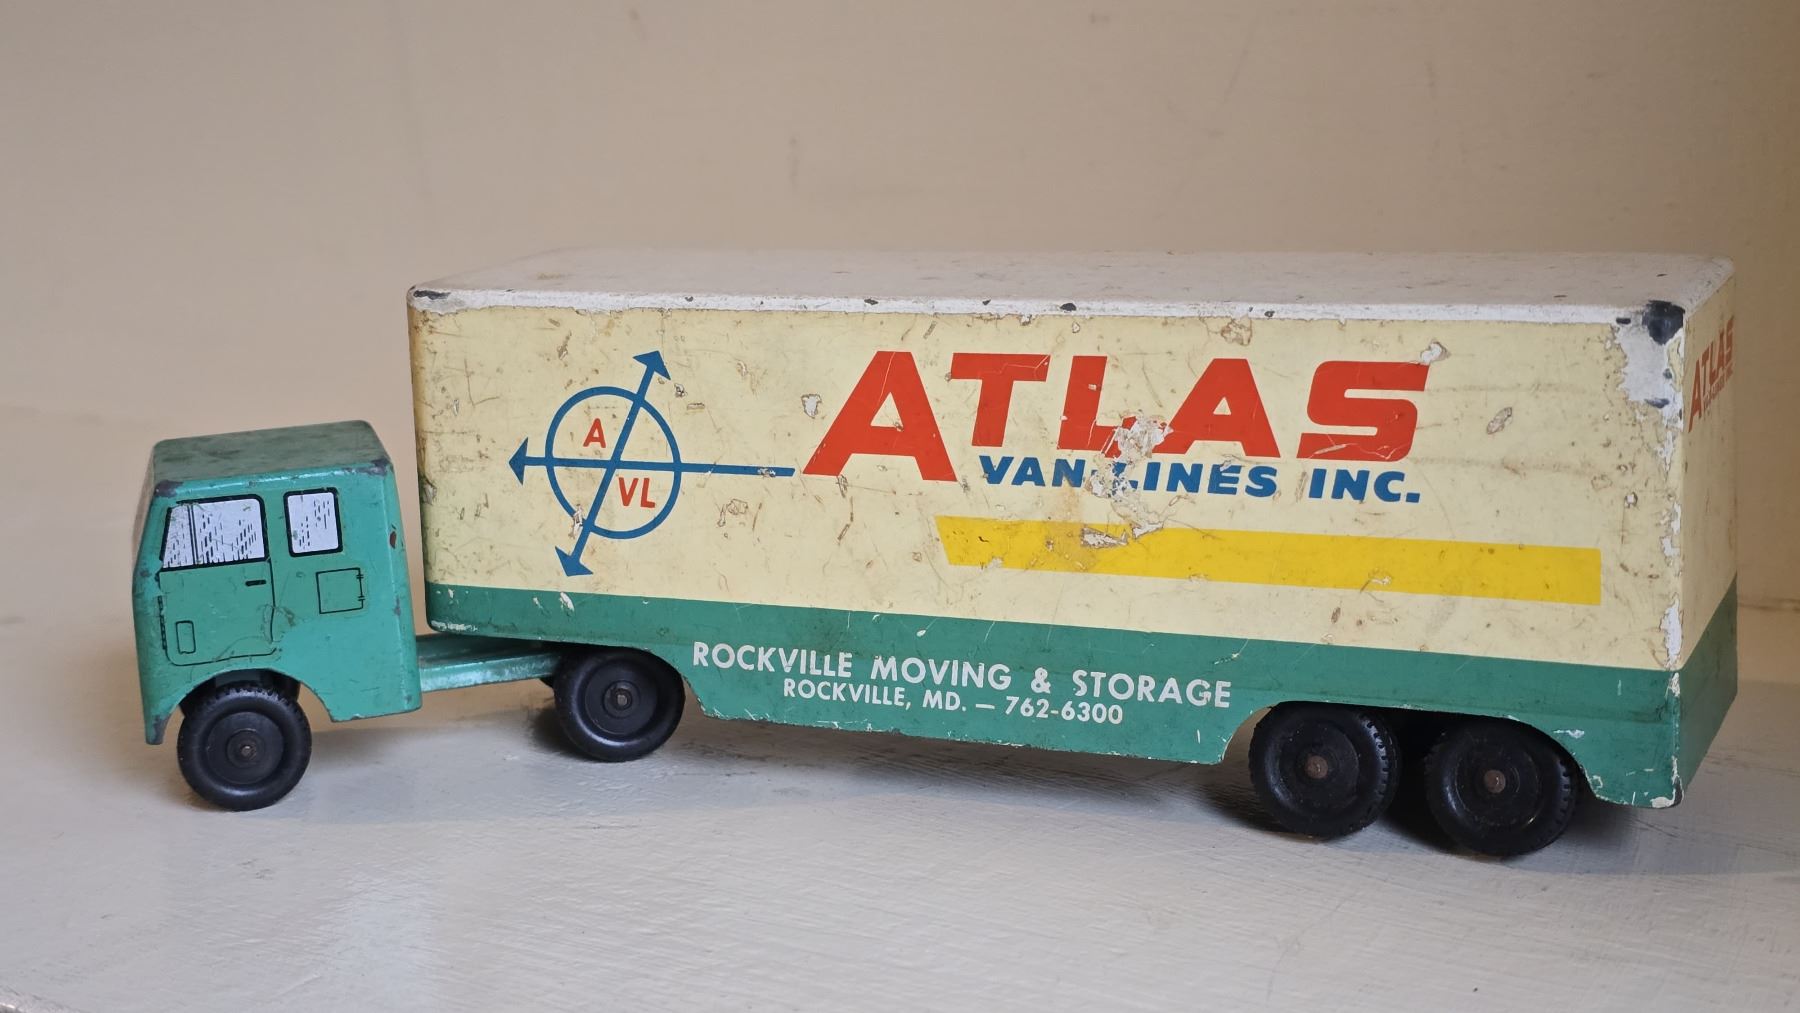 A
VL
ATLAS
VAN LINES INC.
ROCKVILLE MOVING & STORAGE
ROCKVILLE, MD. — 762-6300
ATLAS